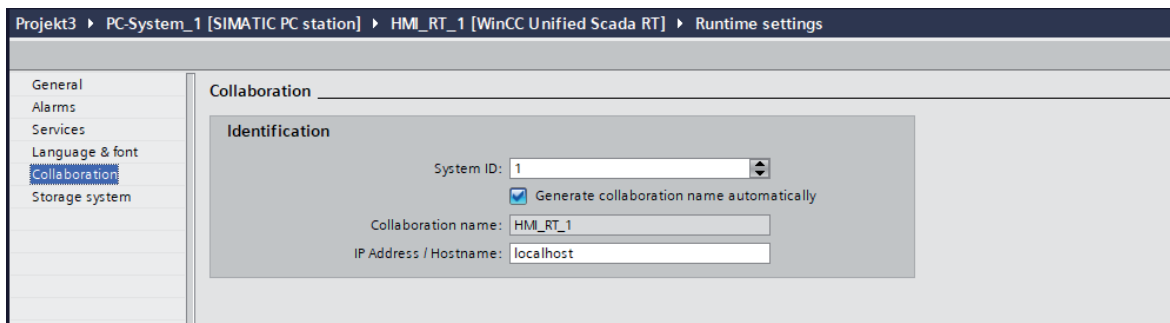 Projekt3 ▸ PC-System_1 [SIMATIC PC station] ▸ HMI_RT_1 [WinCC Unified Scada RT] ▸ Runtime settings
General
Alarms
Services
Language & font
Collaboration
Storage system
Collaboration
Identification
System ID: 1
Generate collaboration name automatically
Collaboration name: HMI_RT_1
IP Address / Hostname: localhost